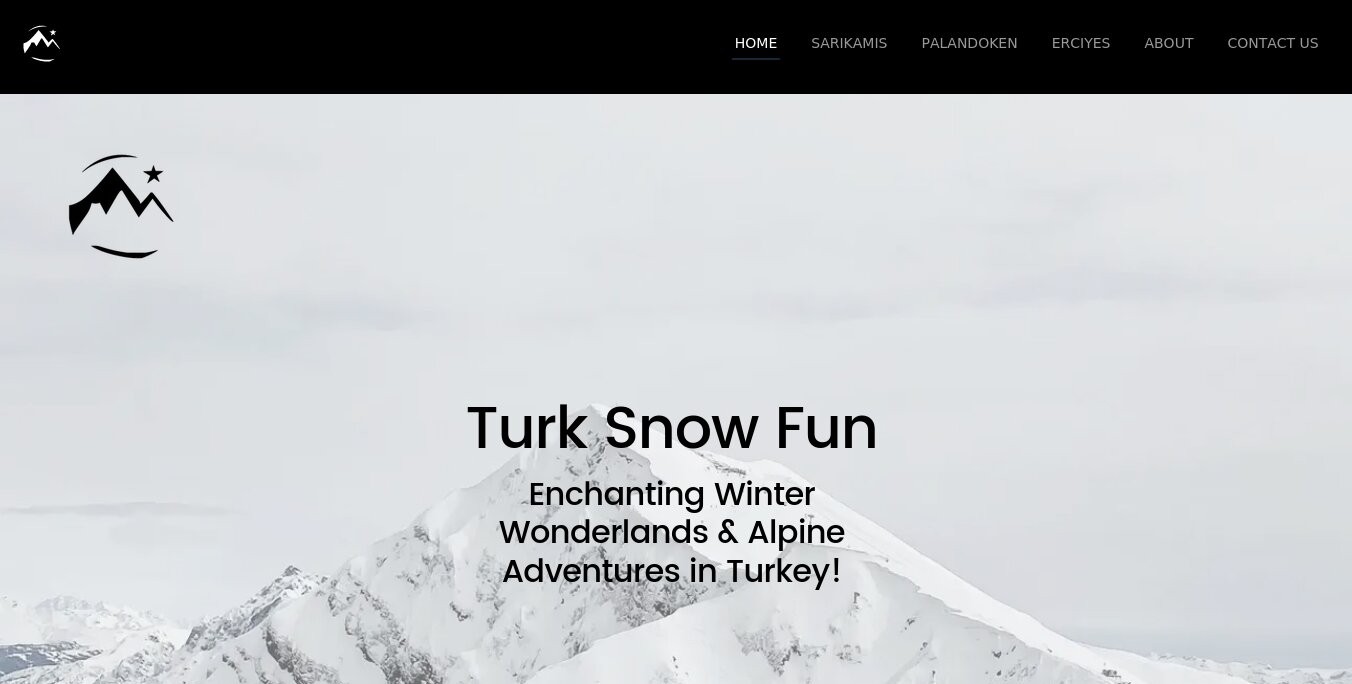 HOME SARIKAMIS PALANDOKEN ERCIYES ABOUT CONTACT US
Turk Snow Fun
Enchanting Winter
Wonderlands & Alpine
Adventures in Turkey!